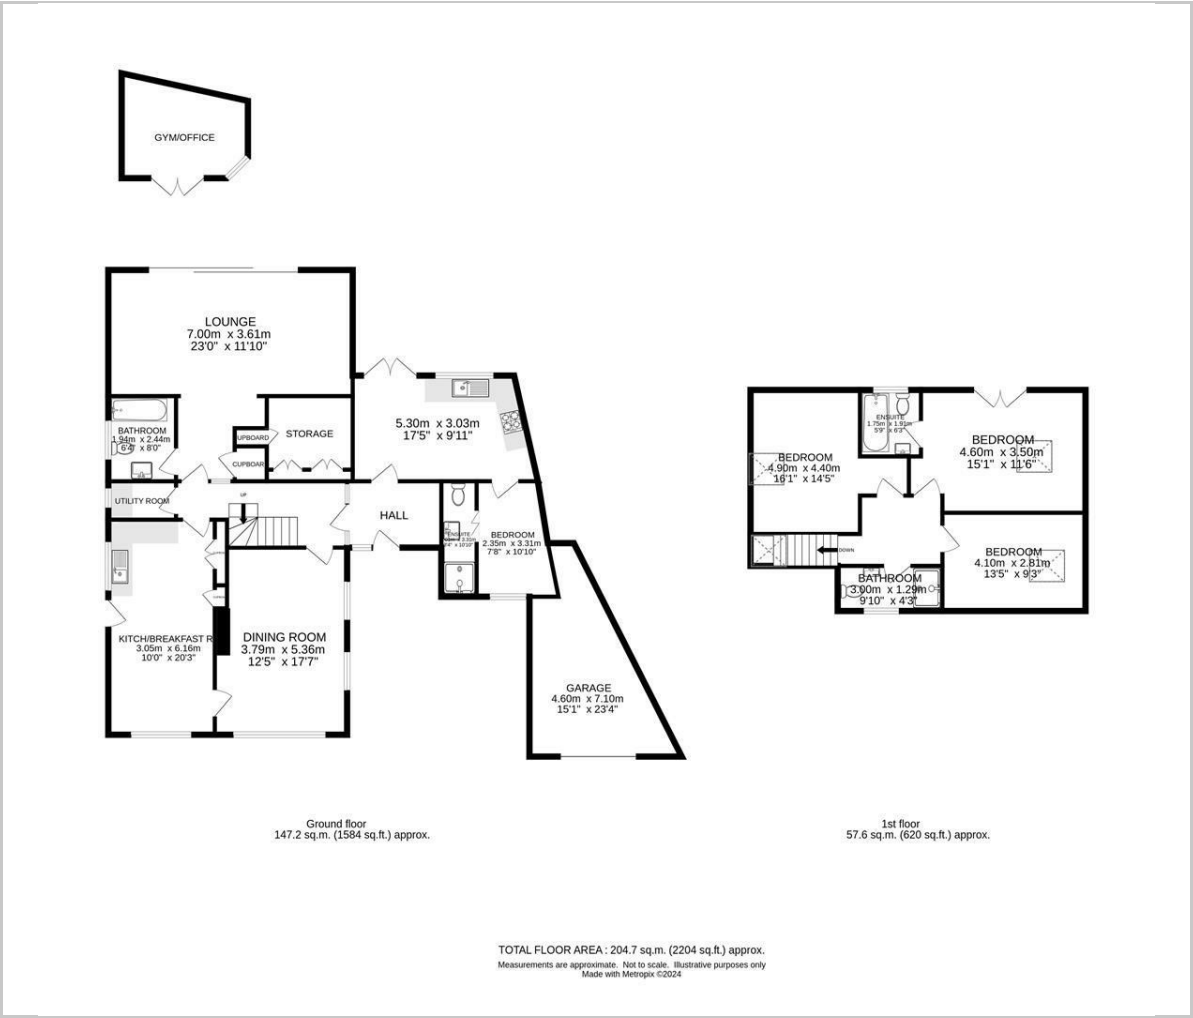 GYM/OFFICE
LOUNGE
7.00m x 3.61m
23'0" x 11'10"
BATHROOM
1.94m x 2.44m
6'4" x 8'0"
UPBOARD
STORAGE
CUPBOAR
5.30m x 3.03m
17'5" x 9'11"
UTILITY ROOM
UP
HALL
ENSUITE
x 10'10"
BEDROOM
2.35m x 3.31m
7'8" x 10'10"
KITCH/BREAKFAST R
3.05m x 6.16m
10'0" x 20'3"
DINING ROOM
3.79m x 5.36m
12'5" x 17'7"
GARAGE
4.60m x 7.10m
15'1" x 23'4"
BEDROOM
4.90m x 4.40m
16'1" x 14'5"
ENSUITE
1.75m x 1.91m
5'9" x 6'3"
BEDROOM
4.60m x 3.50m
15'1" x 11'6"
DOWN
BEDROOM
4.10m x 2.81m
13'5" x 9'3"
BATHROOM
3.00m x 1.29m
9'10" x 4'3"
Ground floor
147.2 sq.m. (1584 sq.ft.) approx.
1st floor
57.6 sq.m. (620 sq.ft.) approx.
TOTAL FLOOR AREA : 204.7 sq.m. (2204 sq.ft.) approx.
Measurements are approximate. Not to scale. Illustrative purposes only
Made with Metropix ©2024